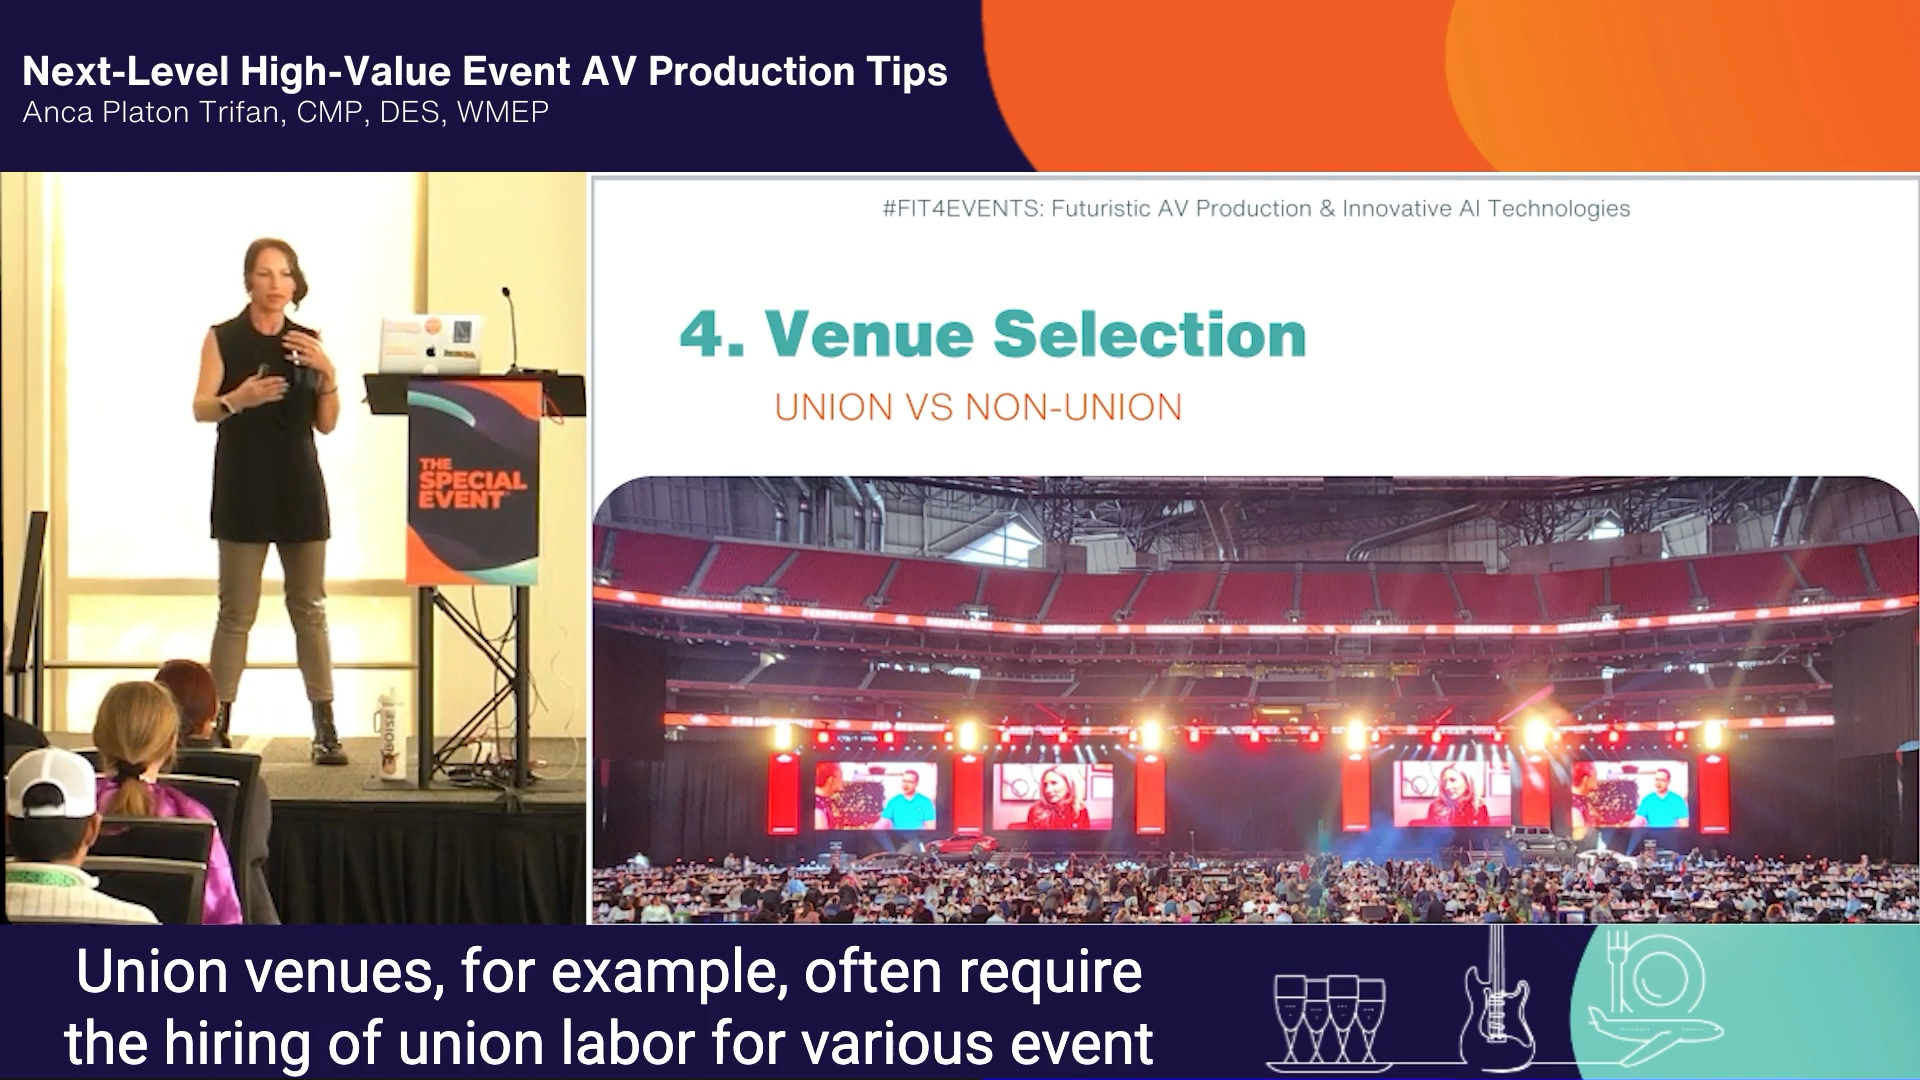 Next-Level High-Value Event AV Production Tips
Anca Platon Trifan, CMP, DES, WMEP
#FIT4EVENTS: Futuristic AV Production & Innovative AI Technologies
4. Venue Selection
UNION VS NON-UNION
THE
SPECIAL
EVENT
BOISE
Union venues, for example, often require
the hiring of union labor for various event